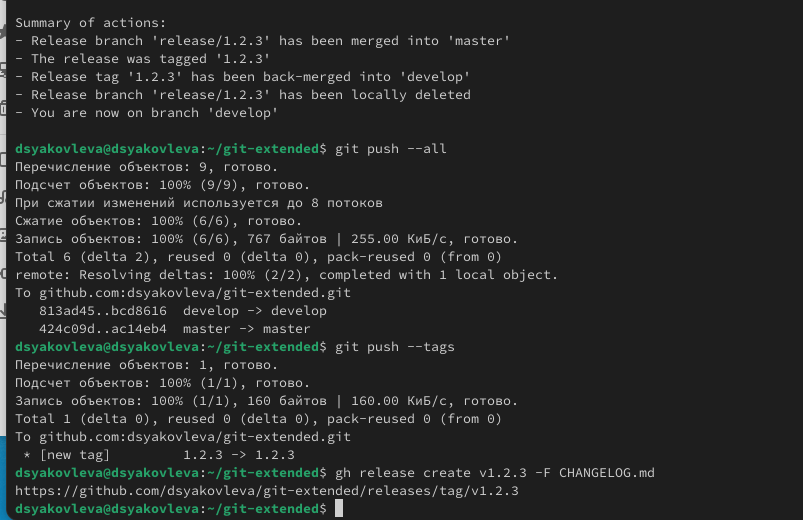 Summary of actions:
- Release branch 'release/1.2.3' has been merged into 'master'
- The release was tagged '1.2.3'
- Release tag '1.2.3' has been back-merged into 'develop'
- Release branch 'release/1.2.3' has been locally deleted
- You are now on branch 'develop'
dsyakovleva@dsyakovleva:~/git-extended$ git push --all
Перечисление объектов: 9, готово.
Подсчет объектов: 100% (9/9), готово.
При сжатии изменений используется до 8 потоков
Сжатие объектов: 100% (6/6), готово.
Запись объектов: 100% (6/6), 767 байтов | 255.00 КиБ/с, готово.
Total 6 (delta 2), reused 0 (delta 0), pack-reused 0 (from 0)
remote: Resolving deltas: 100% (2/2), completed with 1 local object.
To github.com:dsyakovleva/git-extended.git
   813ad45..bcd8616  develop -> develop
   424c09d..ac14eb4  master -> master
dsyakovleva@dsyakovleva:~/git-extended$ git push --tags
Перечисление объектов: 1, готово.
Подсчет объектов: 100% (1/1), готово.
Запись объектов: 100% (1/1), 160 байтов | 160.00 КиБ/с, готово.
Total 1 (delta 0), reused 0 (delta 0), pack-reused 0 (from 0)
To github.com:dsyakovleva/git-extended.git
 * [new tag]         1.2.3 -> 1.2.3
dsyakovleva@dsyakovleva:~/git-extended$ gh release create v1.2.3 -F CHANGELOG.md
https://github.com/dsyakovleva/git-extended/releases/tag/v1.2.3
dsyakovleva@dsyakovleva:~/git-extended$